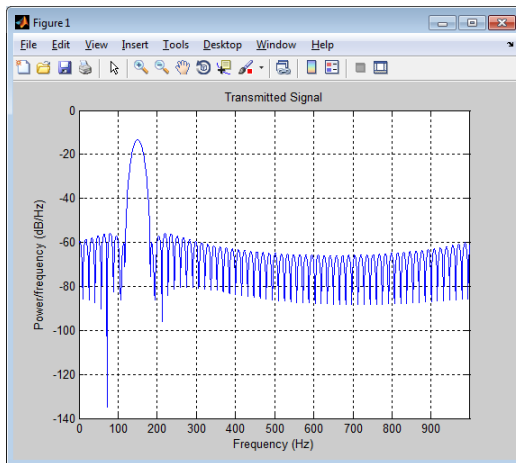 Figure 1
File Edit View Insert Tools Desktop Window Help
Transmitted Signal
0
-20
-40
-60
-80
-100
-120
-140
Power/frequency (dB/Hz)
0 100 200 300 400 500 600 700 800 900
Frequency (Hz)